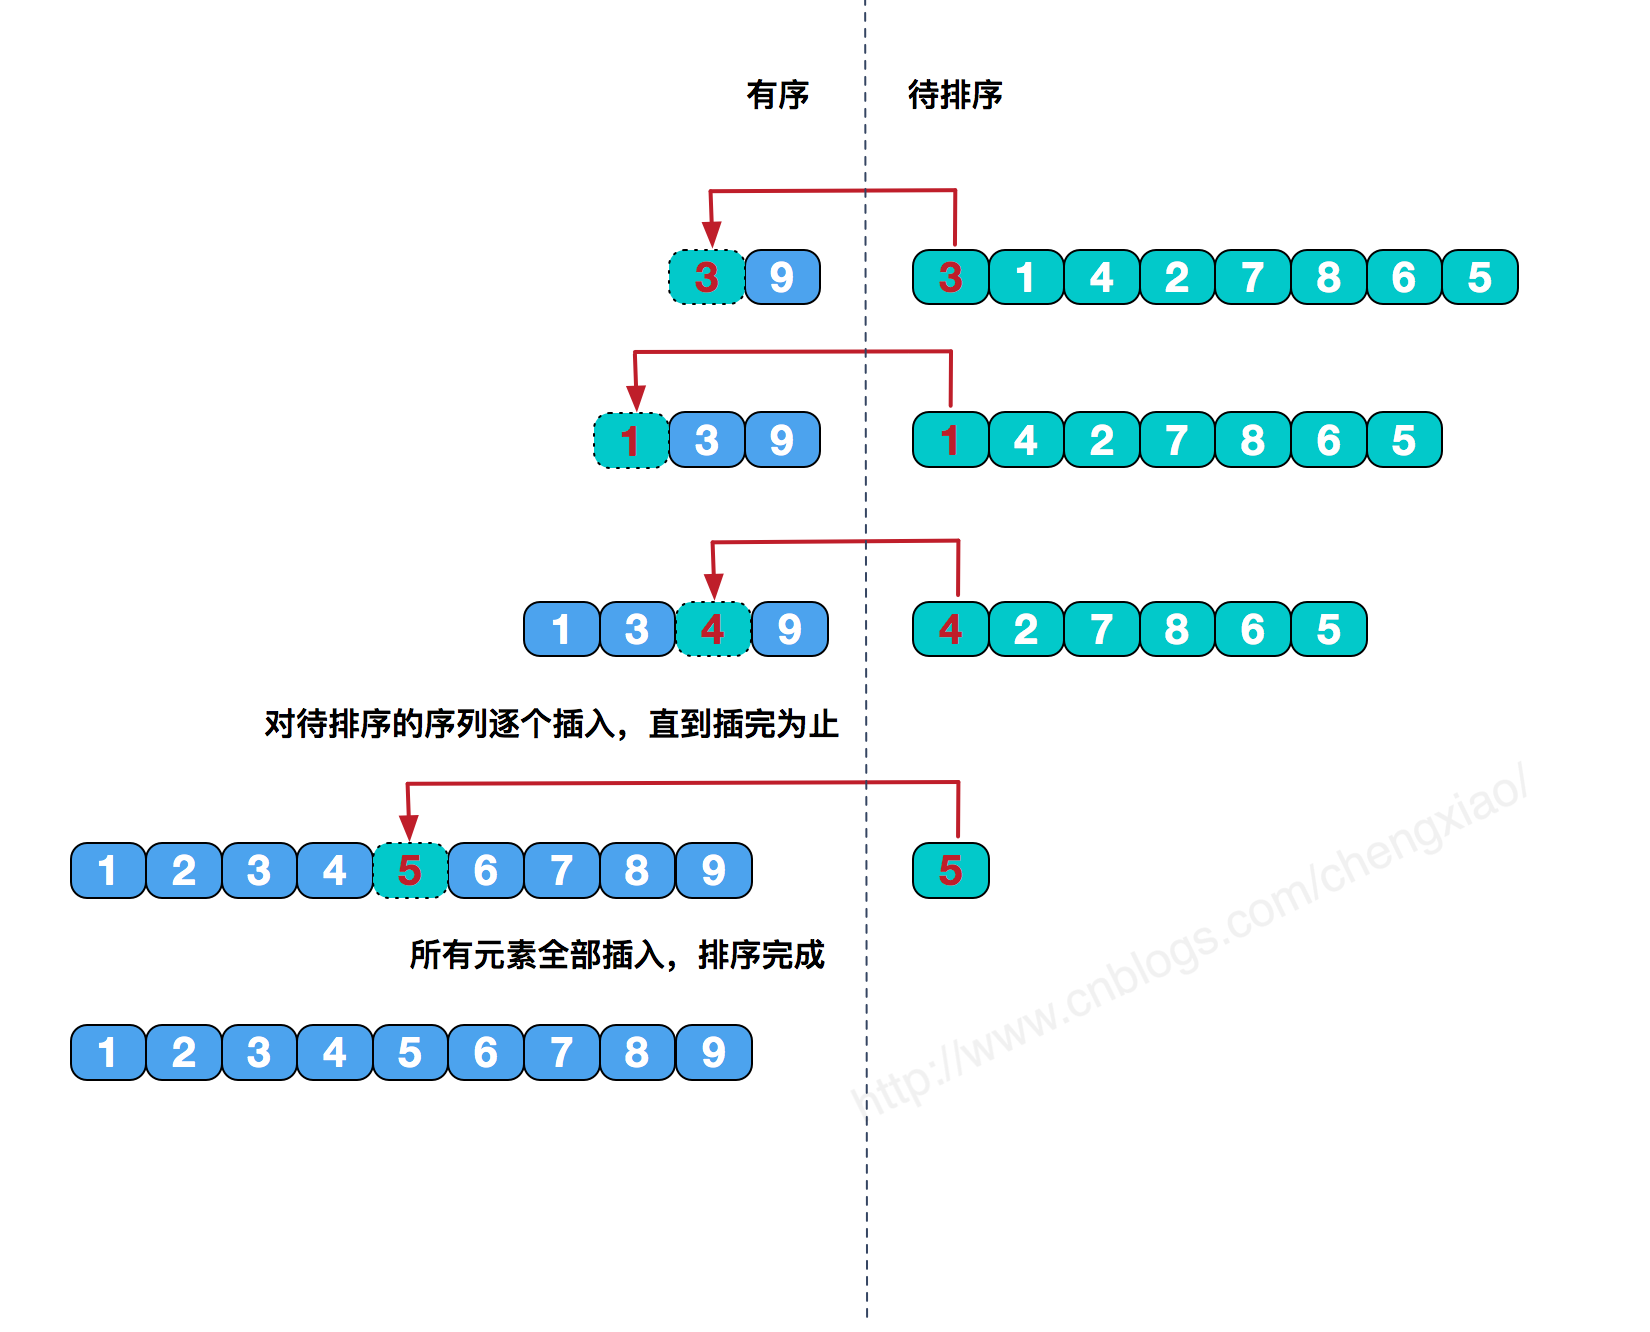 有序 待排序
3 9 3 1 4 2 7 8 6 5
1 3 9 1 4 2 7 8 6 5
1 3 4 9 4 2 7 8 6 5
对待排序的序列逐个插入，直到插完为止
1 2 3 4 5 6 7 8 9 5
所有元素全部插入，排序完成
1 2 3 4 5 6 7 8 9
http://www.cnblogs.com/chengxiao/